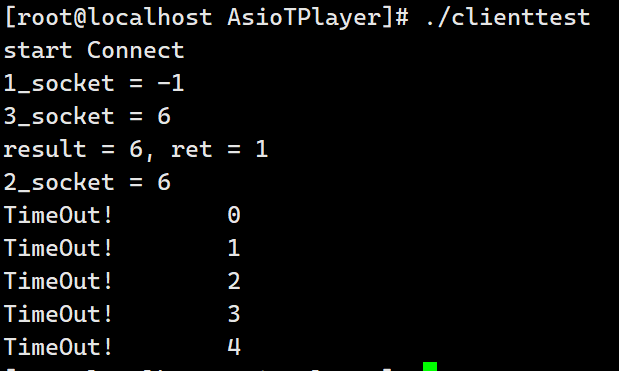 [root@localhost AsioTPlayer]# ./clienttest
start Connect
1_socket = -1
3_socket = 6
result = 6, ret = 1
2_socket = 6
TimeOut!        0
TimeOut!        1
TimeOut!        2
TimeOut!        3
TimeOut!        4